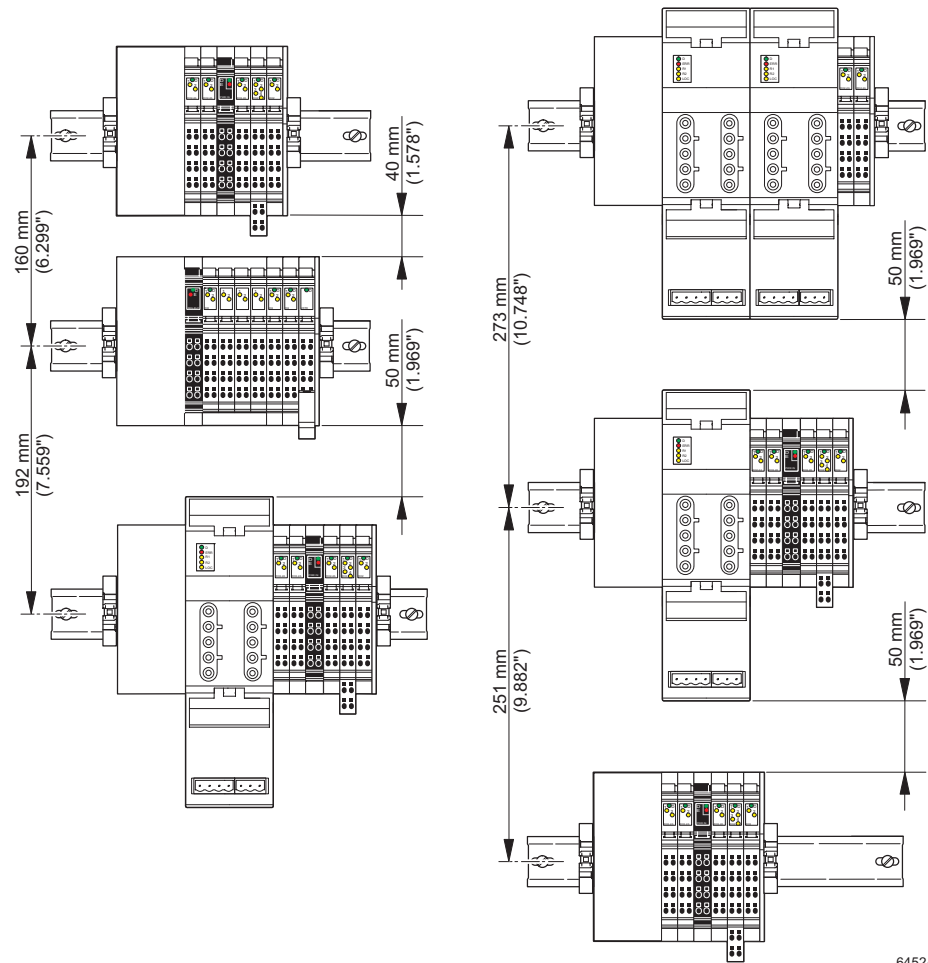 160 mm
(6.299")
192 mm
(7.559")
40 mm
(1.578")
50 mm
(1.969")
273 mm
(10.748")
251 mm
(9.882")
50 mm
(1.969")
50 mm
(1.969")
6452